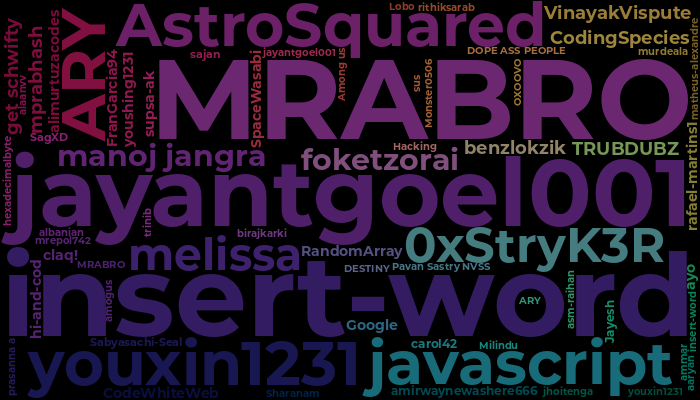 Lobo
rithiksarab
AstroSquared
VinayakVispute
CodingSpecies
get schwifty
alaanvv
mprabhash
salimurtuzacodes
ARY
FranGarcia94
youshing1231
supsa-ak
sajan
SpaceWasabi
jayantgoel001
Among us
DOPE ASS PEOPLE
murdeala
matheus-alexandre
sus
Monster0506
OXOOVO
MRABRO
SagXD
hexadecimalbyte
manoj jangra
foketzorai
Hacking
benzlokzik
TRUBDUBZ
rafael-martins1
jayantgoel001
albanian
mrepol742
trinib
birajkarki
claq!
MRABRO
melissa
RandomArray
0xStryK3R
DESTINY
Pavan Sastry NVSS
hi-and-cod
amogus
insert-word
ARY
asm-raihan
Jayesh
ayo
insert-word
Google
prasanna a
Sabyasachi-Seal
youxin1231
carol42
Milindu
javascript
ammar
aaryan
CodeWhiteWeb
Sharanam
amirwaynewashere666
jhoitenga
youxin1231